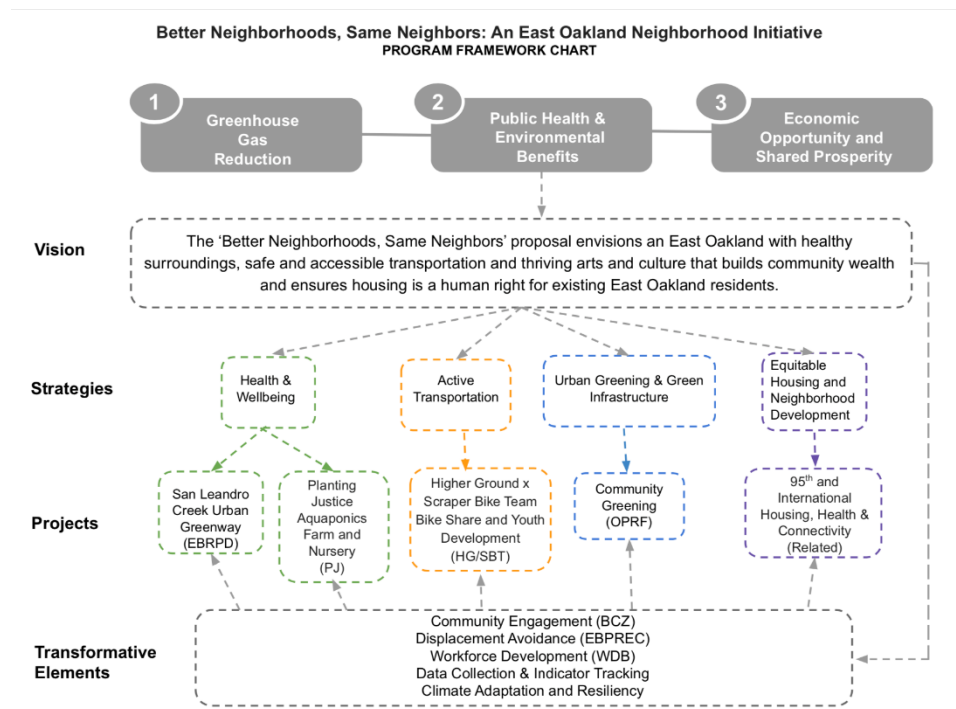 Better Neighborhoods, Same Neighbors: An East Oakland Neighborhood Initiative
PROGRAM FRAMEWORK CHART
1
Greenhouse
Gas
Reduction
2
Public Health &
Environmental
Benefits
3
Economic
Opportunity and
Shared Prosperity
Vision
The ‘Better Neighborhoods, Same Neighbors’ proposal envisions an East Oakland with healthy
surroundings, safe and accessible transportation and thriving arts and culture that builds community wealth
and ensures housing is a human right for existing East Oakland residents.
Strategies
Health &
Wellbeing
Active
Transportation
Urban Greening & Green
Infrastructure
Equitable
Housing and
Neighborhood
Development
Projects
San Leandro
Creek Urban
Greenway
(EBRPD)
Planting
Justice
Aquaponics
Farm and
Nursery
(PJ)
Higher Ground x
Scraper Bike Team
Bike Share and Youth
Development
(HG/SBT)
Community
Greening
(OPRF)
95th and
International
Housing, Health &
Connectivity
(Related)
Transformative
Elements
Community Engagement (BCZ)
Displacement Avoidance (EBPREC)
Workforce Development (WDB)
Data Collection & Indicator Tracking
Climate Adaptation and Resiliency